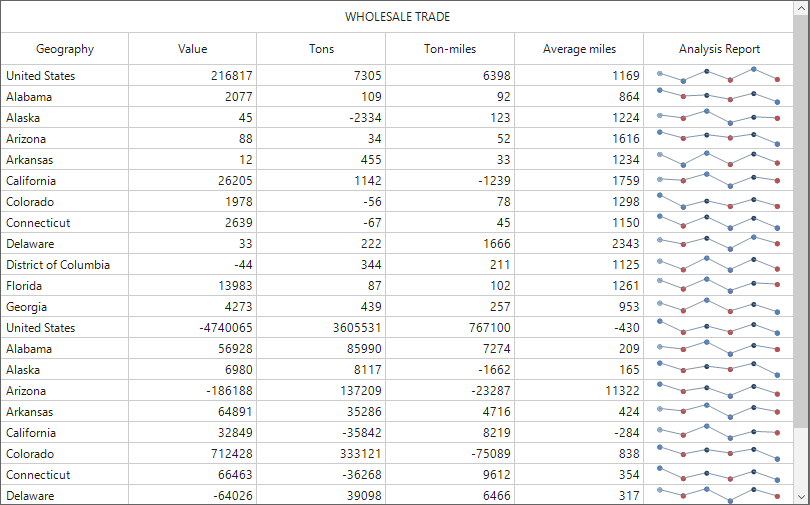 WHOLESALE TRADE
Geography Value Tons Ton-miles Average miles Analysis Report
United States 216817 7305 6398 1169
Alabama 2077 109 92 864
Alaska 45 -2334 123 1224
Arizona 88 34 52 1616
Arkansas 12 455 33 1234
California 26205 1142 -1239 1759
Colorado 1978 -56 78 1298
Connecticut 2639 -67 45 1150
Delaware 33 222 1666 2343
District of Columbia -44 344 211 1125
Florida 13983 87 102 1261
Georgia 4273 439 257 953
United States -4740065 3605531 767100 -430
Alabama 56928 85990 7274 209
Alaska 6980 8117 -1662 165
Arizona -186188 137209 -23287 11322
Arkansas 64891 35286 4716 424
California 32849 -35842 8219 -284
Colorado 712428 333121 -75089 838
Connecticut 66463 -36268 9612 354
Delaware -64026 39098 6466 317